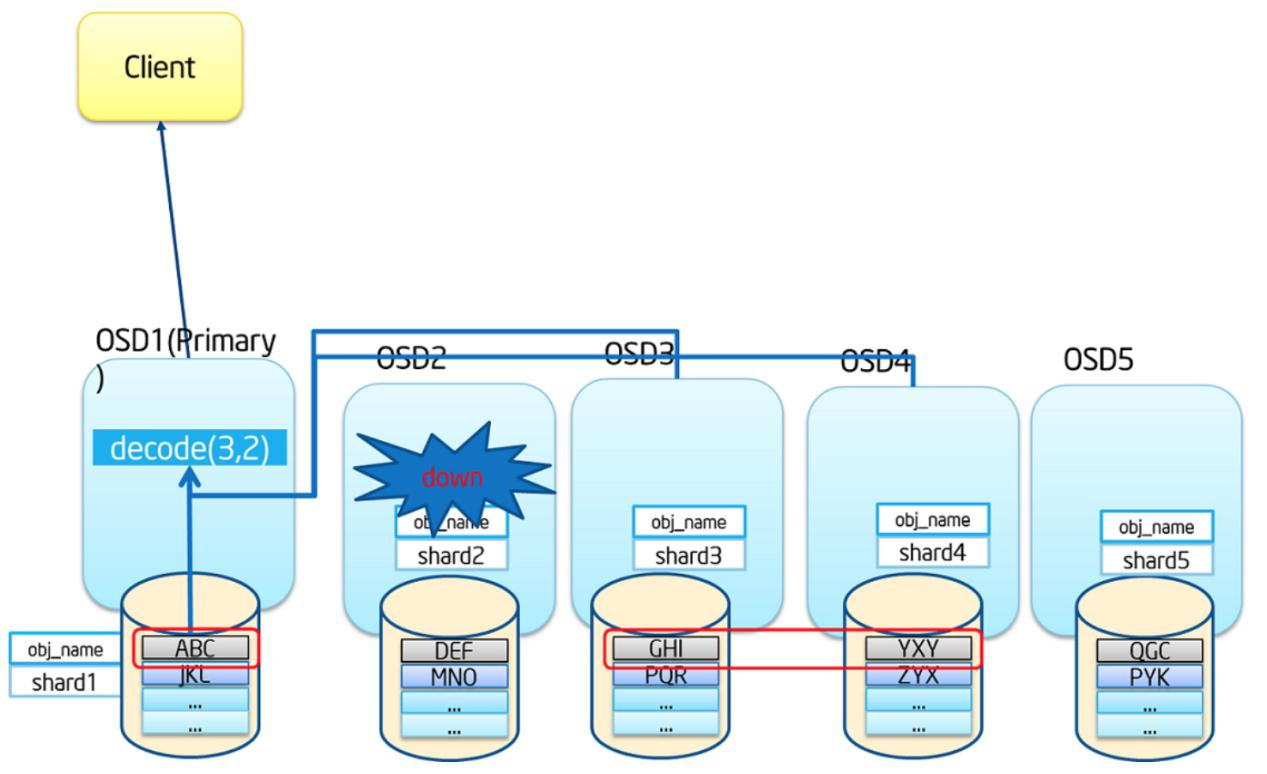 Client
OSD1(Primary
)
OSD2
OSD3
OSD4
OSD5
decode(3,2)
down
obj_name
shard1
obj_name
shard2
obj_name
shard3
obj_name
shard4
obj_name
shard5
ABC
JKL
...
...
DEF
MNO
...
...
GHI
PQR
...
...
YXY
ZYX
...
...
QGC
PYK
...
...